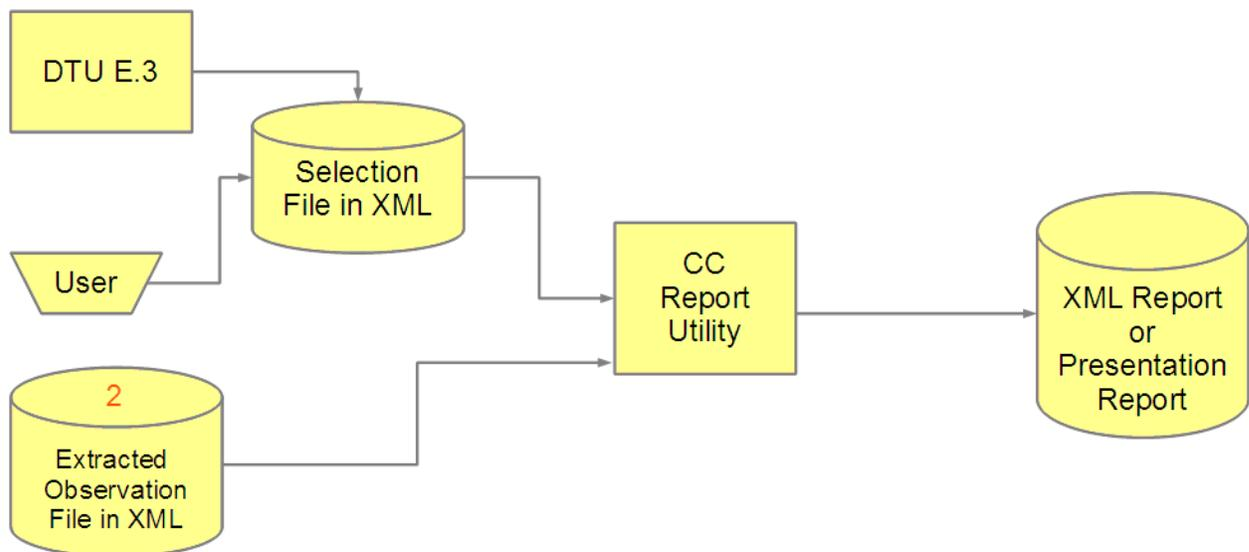 DTU E.3
Selection
File in XML
User
2
Extracted
Observation
File in XML
CC
Report
Utility
XML Report
or
Presentation
Report